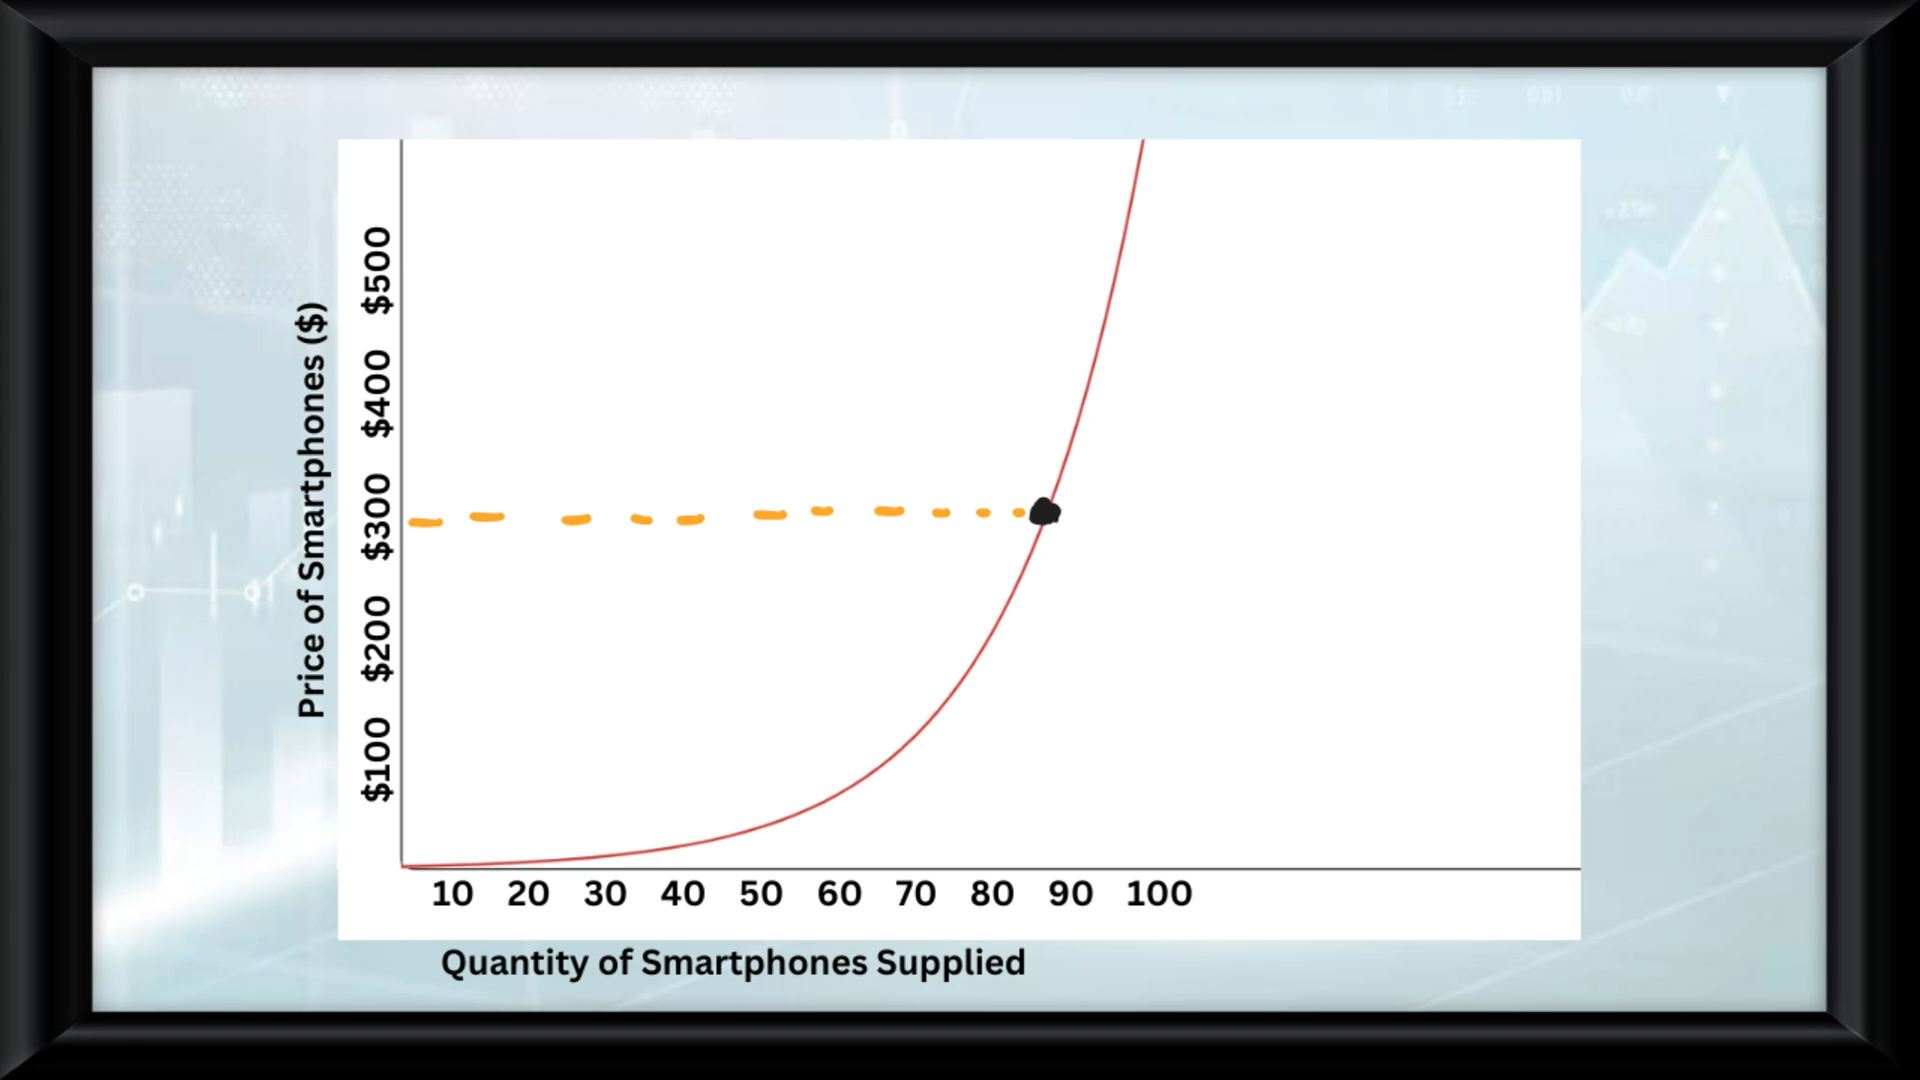 Price of Smartphones ($)
$500
$400
$300
$200
$100
10 20 30 40 50 60 70 80 90 100
Quantity of Smartphones Supplied